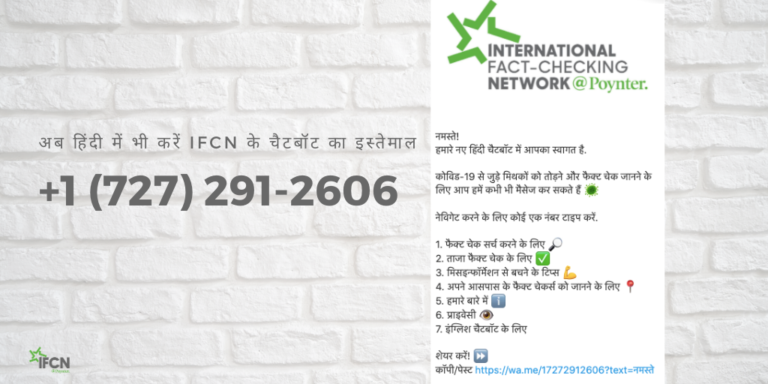 अब हिंदी में भी करें IFCN के चैटबॉट का इस्तेमाल
+1 (727) 291-2606
IFCN
INTERNATIONAL
FACT-CHECKING
NETWORK @Poynter.
नमस्ते!
हमारे नए हिंदी चैटबॉट में आपका स्वागत है.
कोविड-19 से जुड़े मिथकों को तोड़ने और फैक्ट चेक जानने के
लिए आप हमें कभी भी मैसेज कर सकते हैं
नेविगेट करने के लिए कोई एक नंबर टाइप करें.
1. फैक्ट चेक सर्च करने के लिए 🔎
2. ताजा फैक्ट चेक के लिए ✅
3. मिसइन्फॉर्मेशन से बचने के टिप्स 💪
4. अपने आसपास के फैक्ट चेकर्स को जानने के लिए 📍
5. हमारे बारे में ℹ️
6. प्राइवेसी 👁️
7. इंग्लिश चैटबॉट के लिए
शेयर करें! ⏩
कॉपी/पेस्ट https://wa.me/17272912606?text=नमस्ते